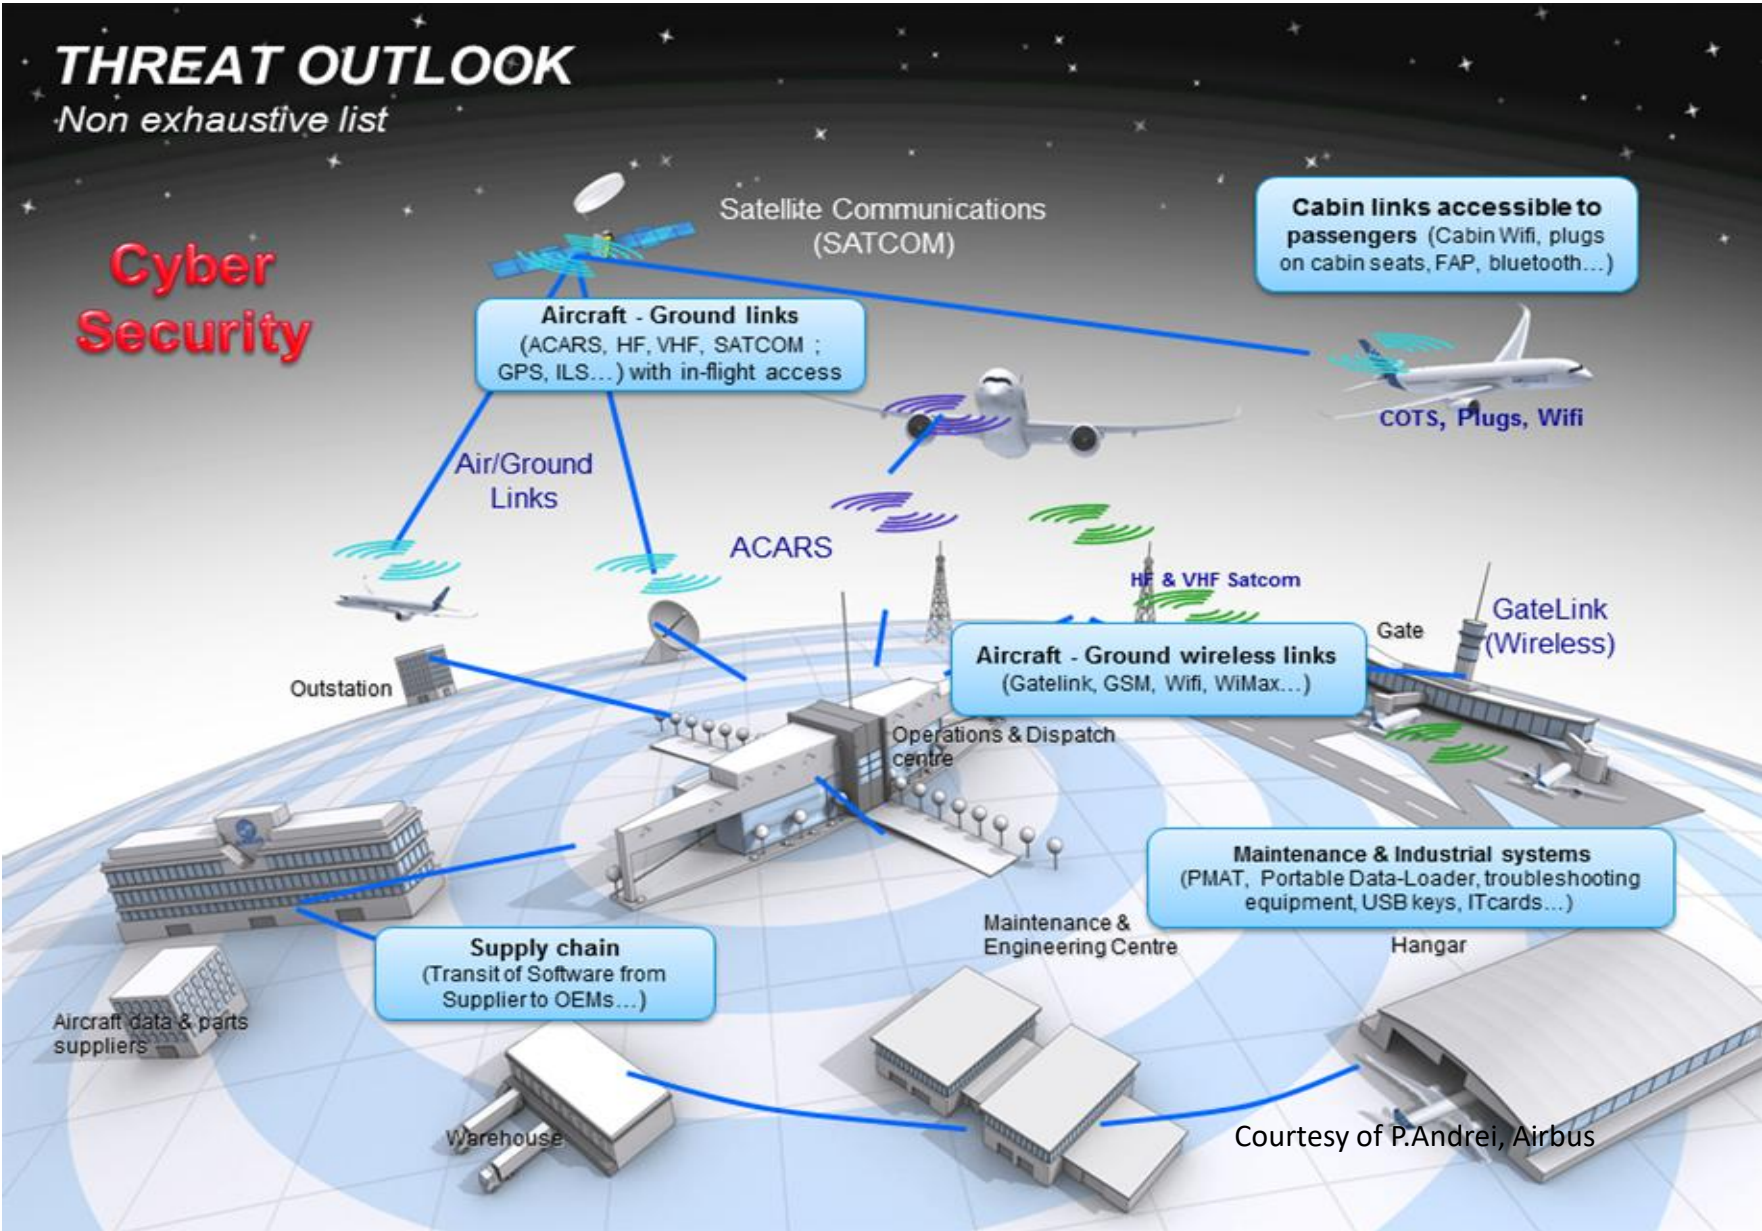 THREAT OUTLOOK
Non exhaustive list
Cyber
Security
Satellite Communications
(SATCOM)
Cabin links accessible to
passengers (Cabin Wifi, plugs
on cabin seats, FAP, bluetooth...)
Aircraft - Ground links
(ACARS, HF, VHF, SATCOM ;
GPS, ILS...) with in-flight access
COTS, Plugs, Wifi
Air/Ground
Links
ACARS
HF & VHF Satcom
GateLink
(Wireless)
Gate
Aircraft - Ground wireless links
(Gatelink, GSM, Wifi, WiMax...)
Outstation
Operations & Dispatch
centre
Maintenance & Industrial systems
(PMAT, Portable Data-Loader, troubleshooting
equipment, USB keys, ITcards...)
Maintenance &
Engineering Centre
Hangar
Supply chain
(Transit of Software from
Supplier to OEMs...)
Aircraft data & parts
suppliers
Warehouse
Courtesy of P.Andrei, Airbus